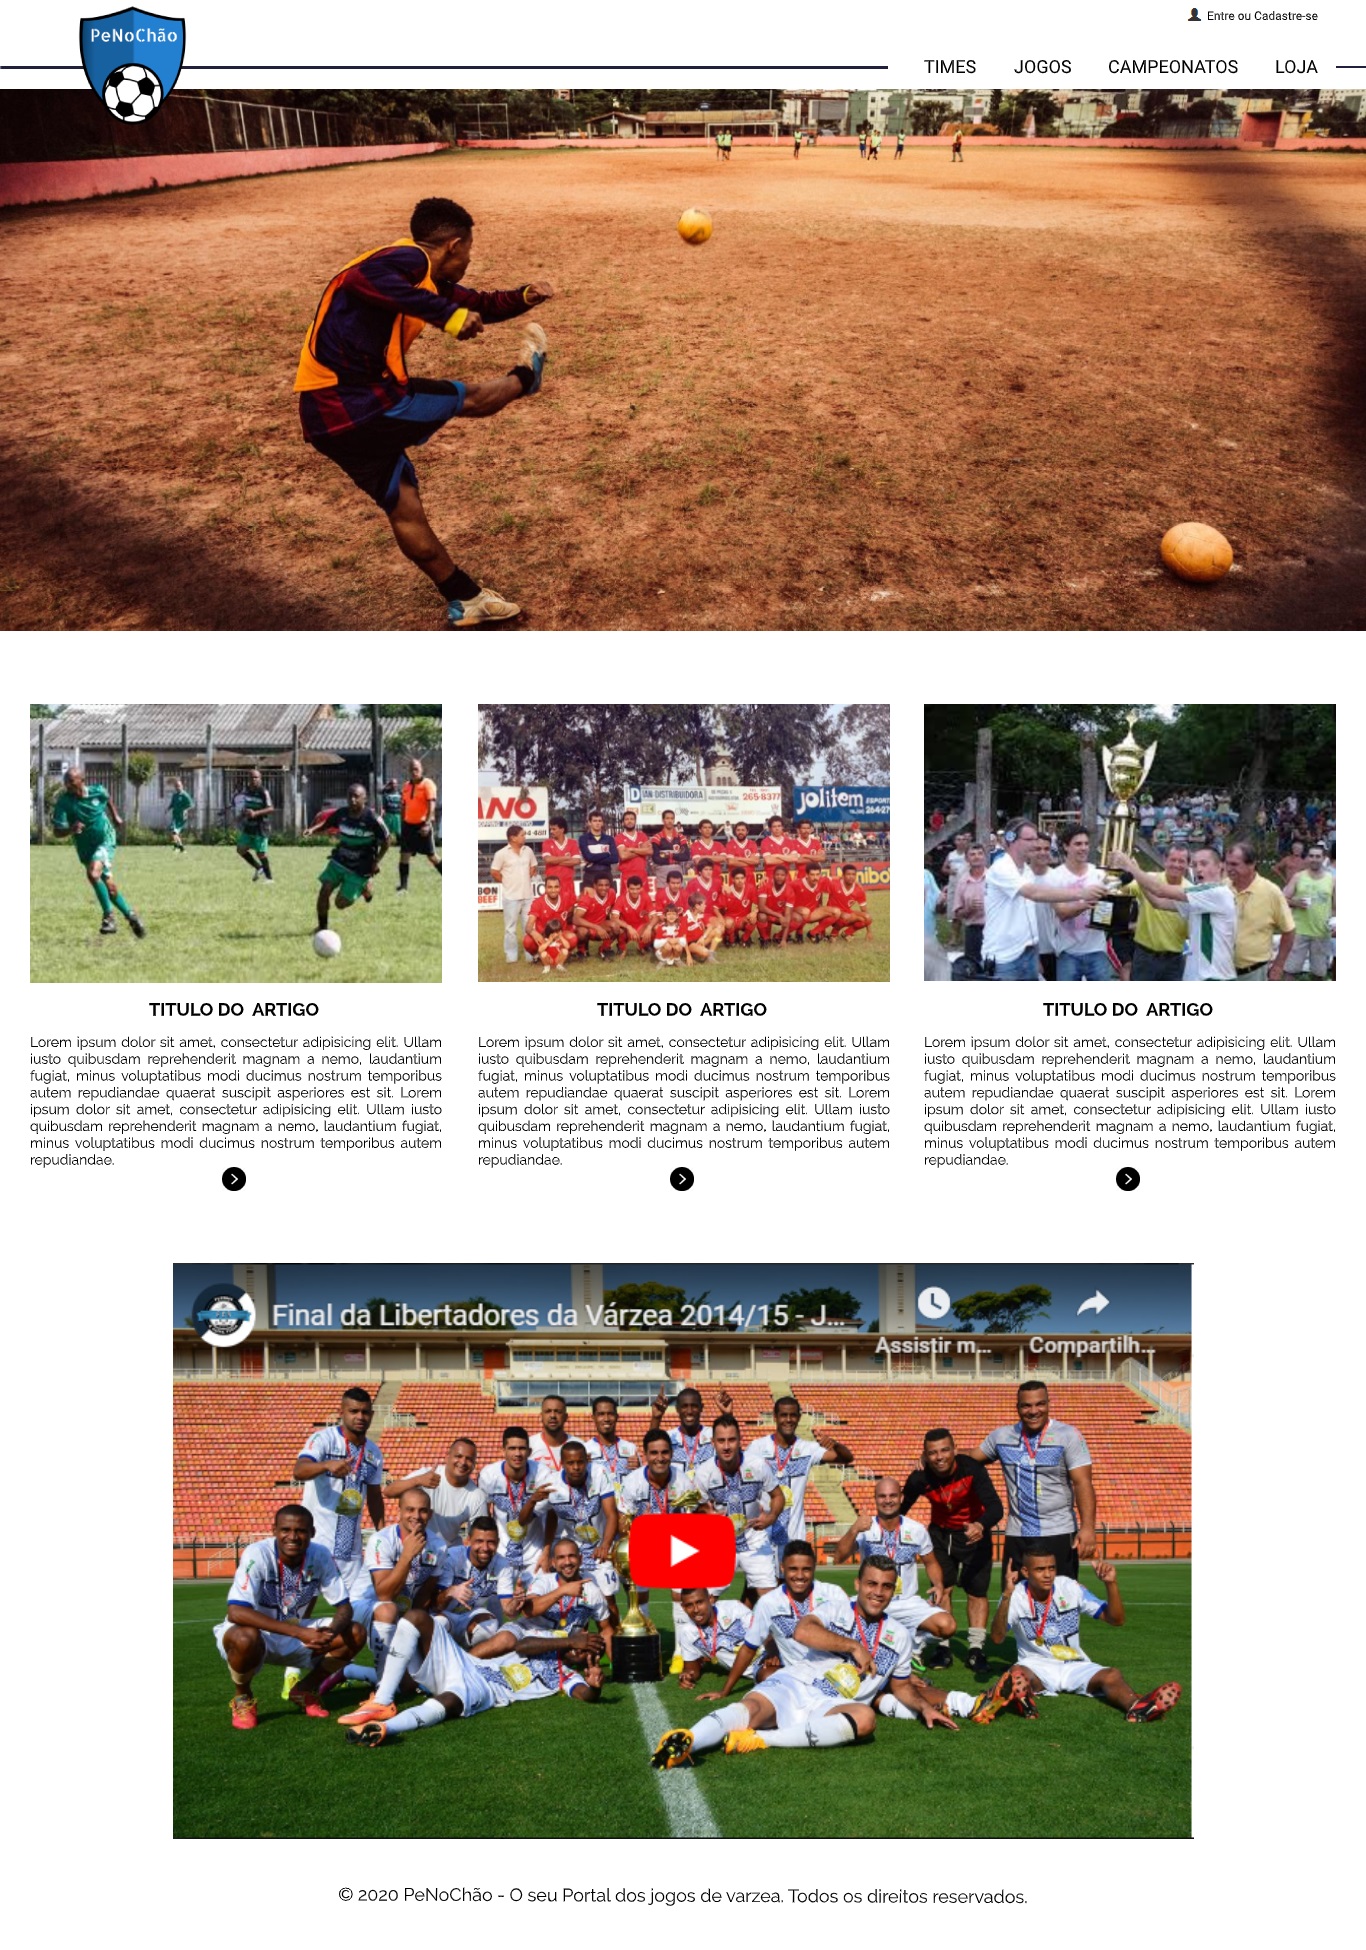 PeNoChão
Entre ou Cadastre-se
TIMES JOGOS CAMPEONATOS LOJA
265-8377
jolitem
TITULO DO ARTIGO
Lorem ipsum dolor sit amet, consectetur adipisicing elit. Ullam
iusto quibusdam reprehenderit magnam a nemo, laudantium
fugiat, minus voluptatibus modi ducimus nostrum temporibus
autem repudiandae quaerat suscipit asperiores est sit. Lorem
ipsum dolor sit amet, consectetur adipisicing elit. Ullam iusto
quibusdam reprehenderit magnam a nemo, laudantium fugiat,
minus voluptatibus modi ducimus nostrum temporibus autem
repudiandae.
TITULO DO ARTIGO
Lorem ipsum dolor sit amet, consectetur adipisicing elit. Ullam
iusto quibusdam reprehenderit magnam a nemo, laudantium
fugiat, minus voluptatibus modi ducimus nostrum temporibus
autem repudiandae quaerat suscipit asperiores est sit. Lorem
ipsum dolor sit amet, consectetur adipisicing elit. Ullam iusto
quibusdam reprehenderit magnam a nemo, laudantium fugiat,
minus voluptatibus modi ducimus nostrum temporibus autem
repudiandae.
TITULO DO ARTIGO
Lorem ipsum dolor sit amet, consectetur adipisicing elit. Ullam
iusto quibusdam reprehenderit magnam a nemo, laudantium
fugiat, minus voluptatibus modi ducimus nostrum temporibus
autem repudiandae quaerat suscipit asperiores est sit. Lorem
ipsum dolor sit amet, consectetur adipisicing elit. Ullam iusto
quibusdam reprehenderit magnam a nemo, laudantium fugiat,
minus voluptatibus modi ducimus nostrum temporibus autem
repudiandae.
Final da Libertadores da Várzea 2014/15 - J...
Assistir m... Compartilh...
14
© 2020 PeNoChão - O seu Portal dos jogos de varzea. Todos os direitos reservados.